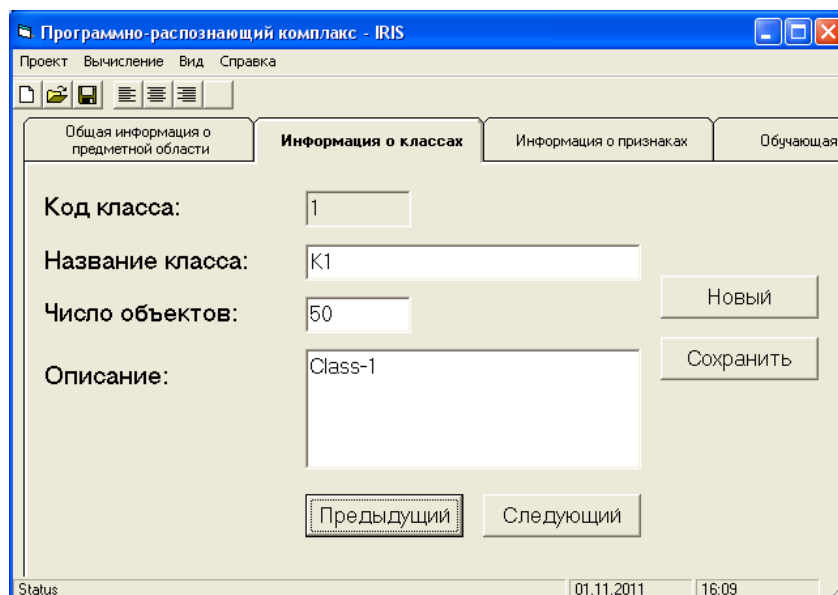 Программно-распознающий комплакс - IRIS
Проект Вычисление Вид Справка
Общая информация о
предметной области
Информация о классах
Информация о признаках
Обучающая
Код класса:
1
Название класса:
K1
Число объектов:
50
Новый
Описание:
Class-1
Сохранить
Предыдущий
Следующий
Status
01.11.2011
16:09